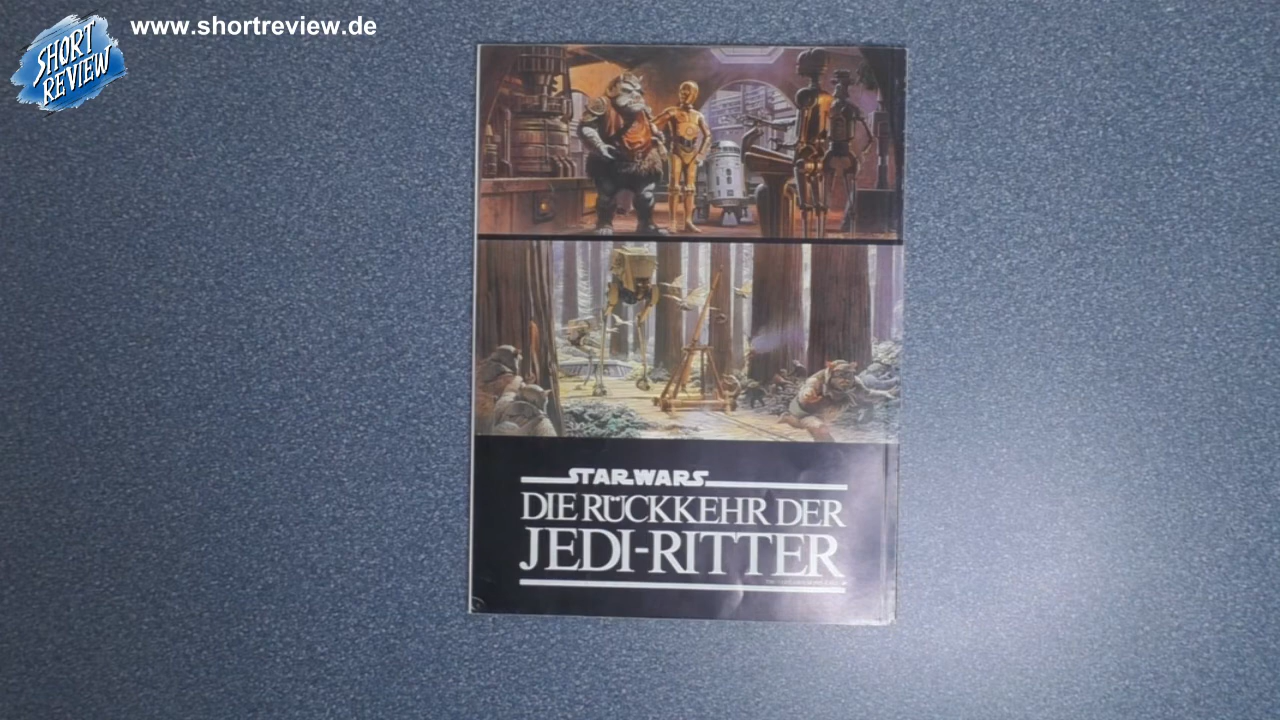 SHORT
REVIEW
www.shortreview.de
STAR WARS
DIE RÜCKKEHR DER
JEDI-RITTER